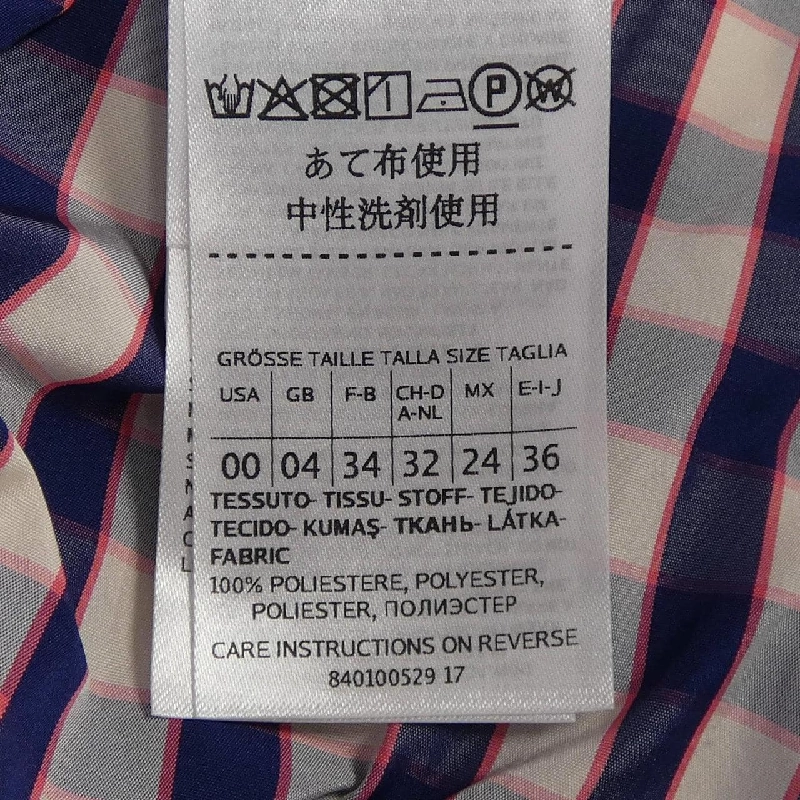 P W
あて布使用
中性洗剤使用
GRÖSSE TAILLE TALLA SIZE TAGLIA
USA GB F-B CH-D A-NL MX E-I-J
00 04 34 32 24 36
TESSUTO- TISSU- STOFF- TEJIDO-
TECIDO- KUMAŞ- ТКАНЬ- LÁTKA-
FABRIC
100% POLIESTERE, POLYESTER,
POLIESTER, ПОЛИЭСТЕР
CARE INSTRUCTIONS ON REVERSE
840100529 17